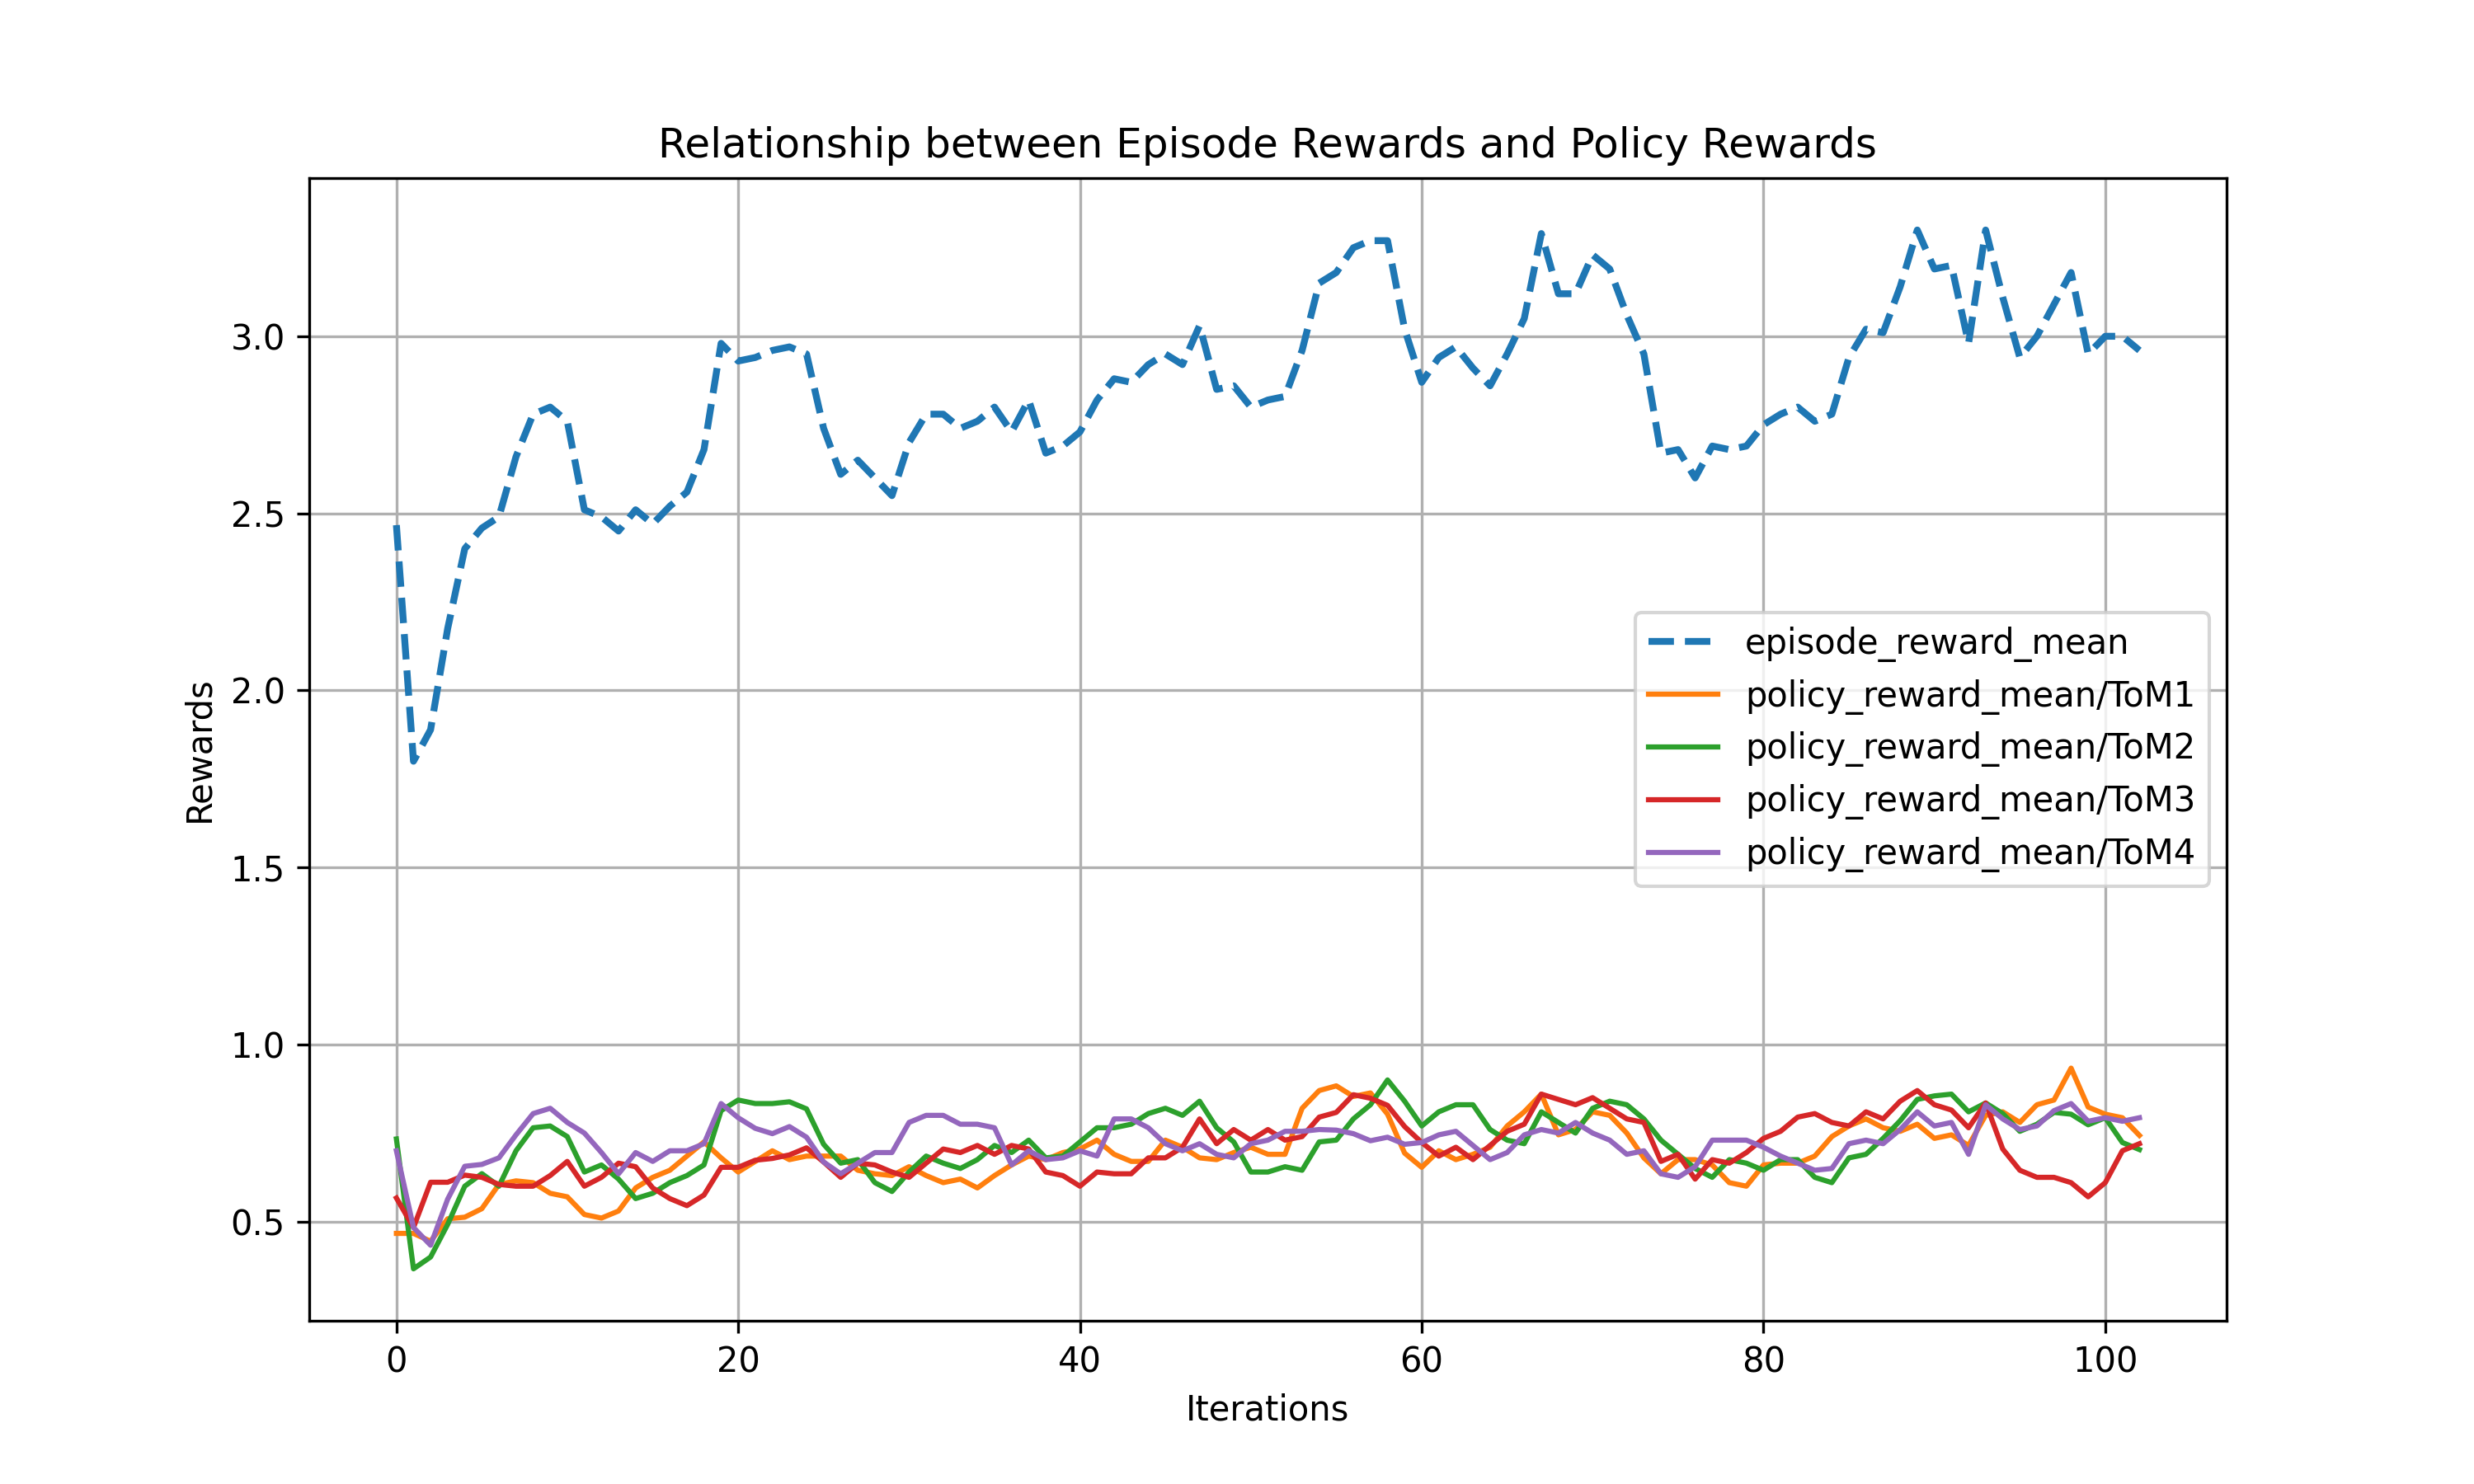 Relationship between Episode Rewards and Policy Rewards
3.0
2.5
2.0
1.5
1.0
0.5
Rewards
episode_reward_mean
policy_reward_mean/ToM1
policy_reward_mean/ToM2
policy_reward_mean/ToM3
policy_reward_mean/ToM4
0 20 40 60 80 100
Iterations